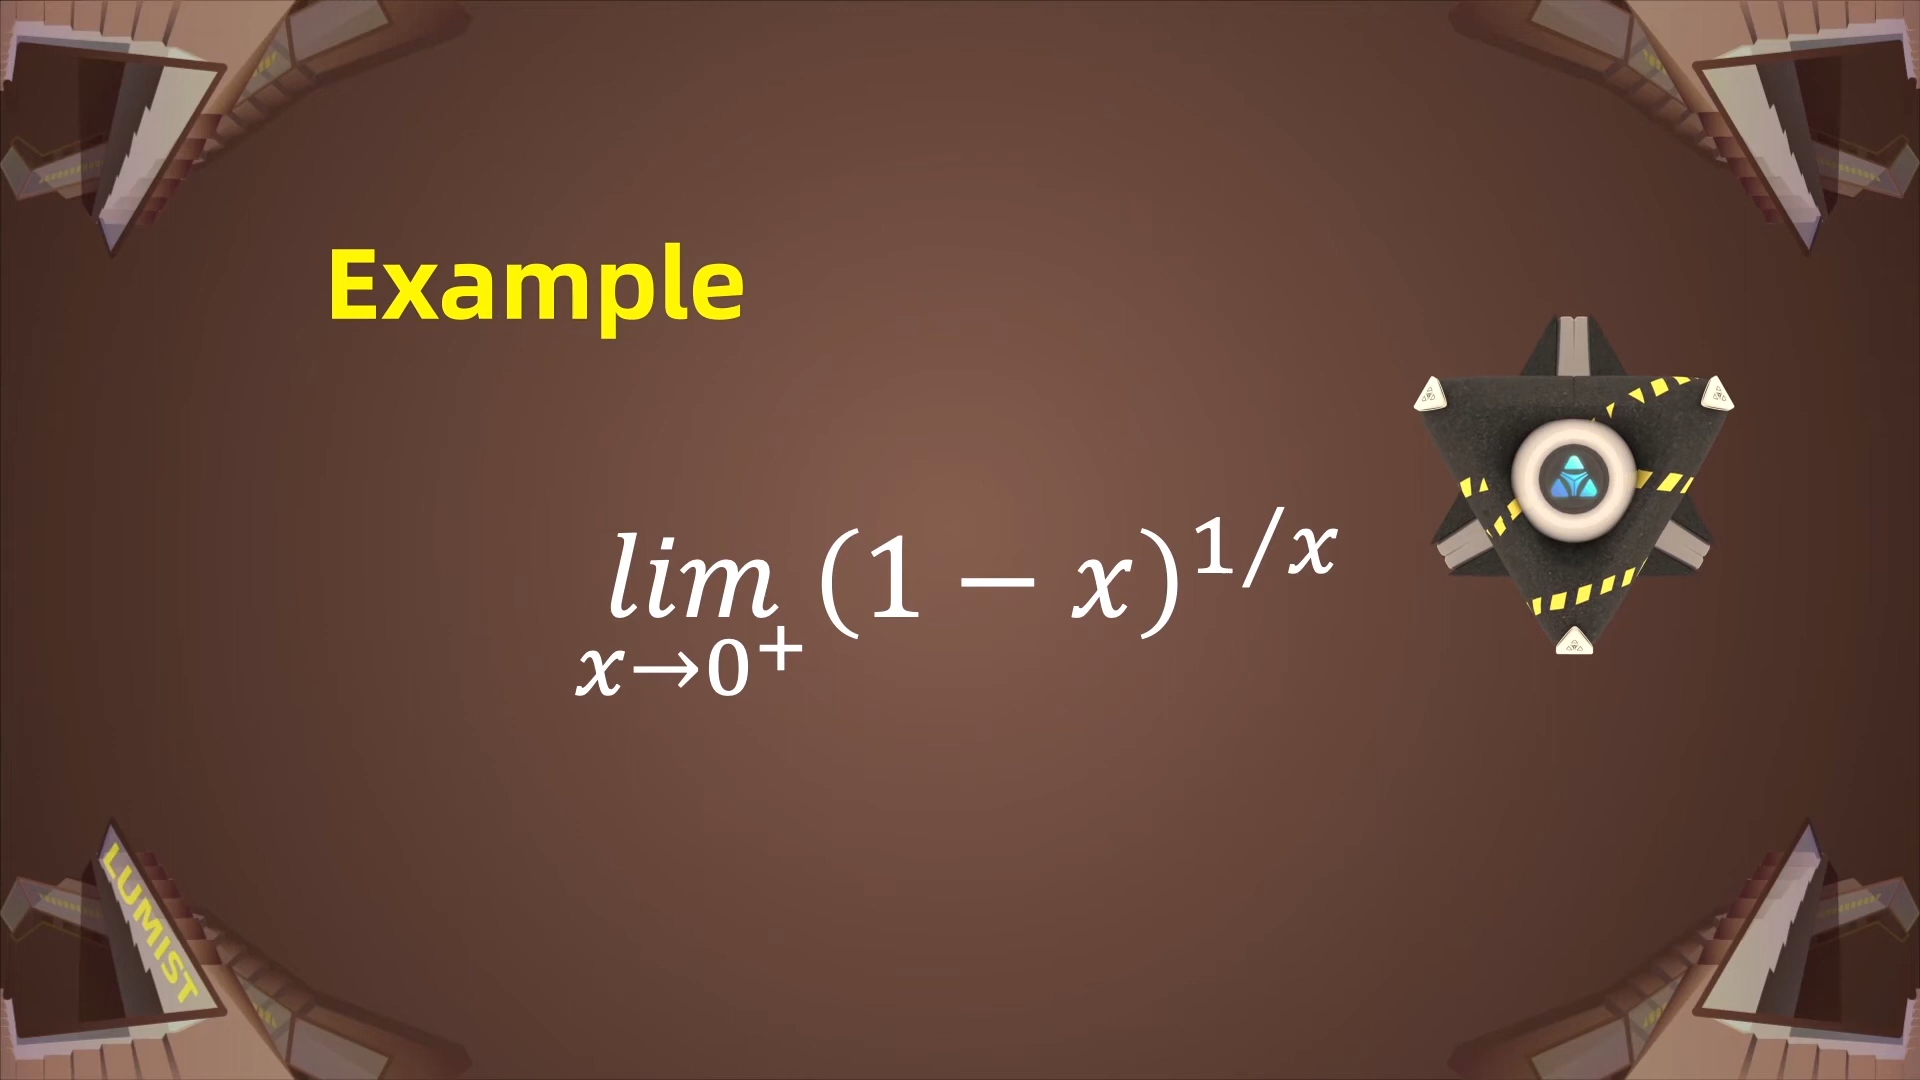 Example
lim (1 − x)^{1/x}
x→0⁺
LUMIST